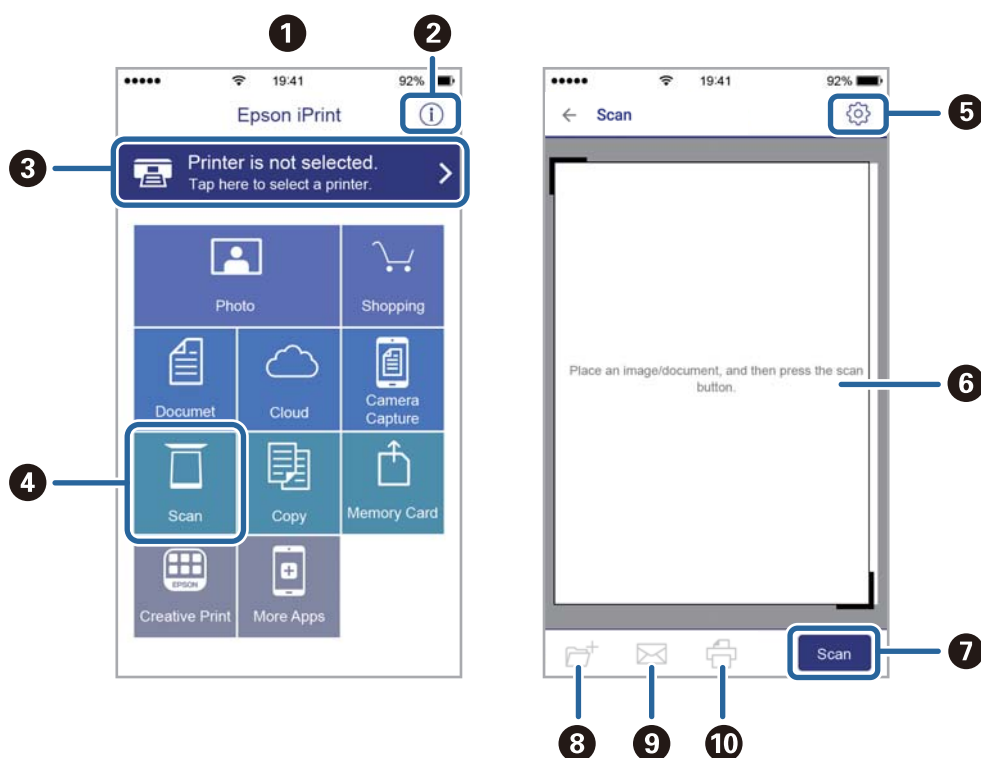 1
2
19:41
92%
Epson iPrint
i
3
Printer is not selected.
Tap here to select a printer.
Photo
Shopping
Documet
Cloud
Camera
Capture
4
Scan
Copy
Memory Card
EPSON
Creative Print
More Apps
19:41
92%
Scan
5
Place an image/document, and then press the scan
button.
6
Scan
7
8
9
10